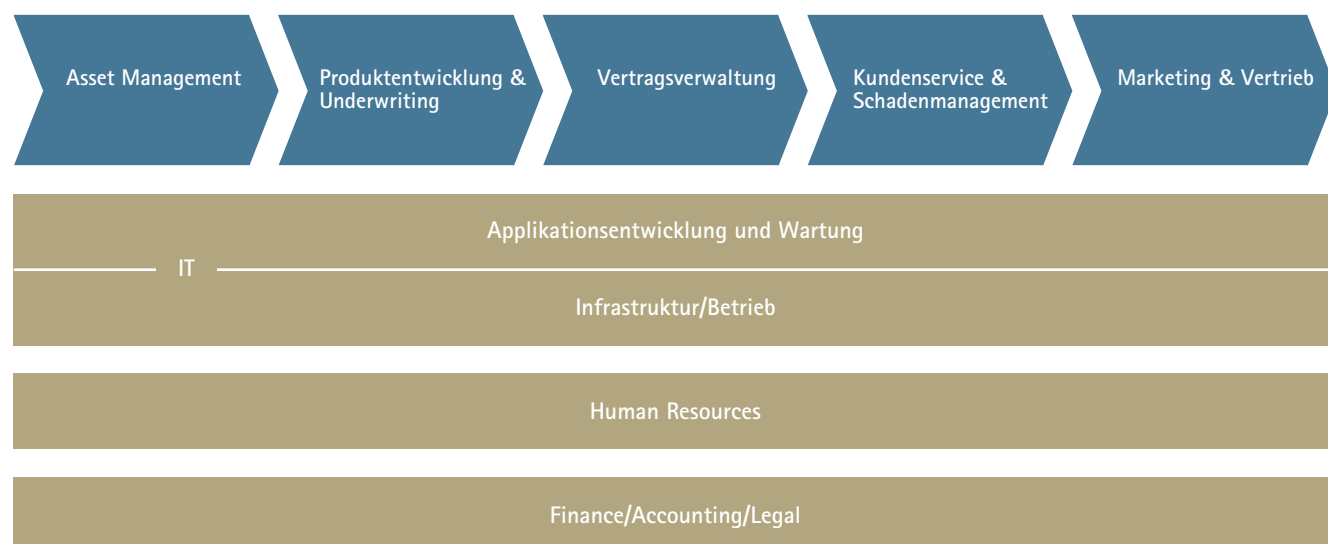 Asset Management
Produktentwicklung &
Underwriting
Vertragsverwaltung
Kundenservice &
Schadenmanagement
Marketing & Vertrieb
Applikationsentwicklung und Wartung
IT
Infrastruktur/Betrieb
Human Resources
Finance/Accounting/Legal